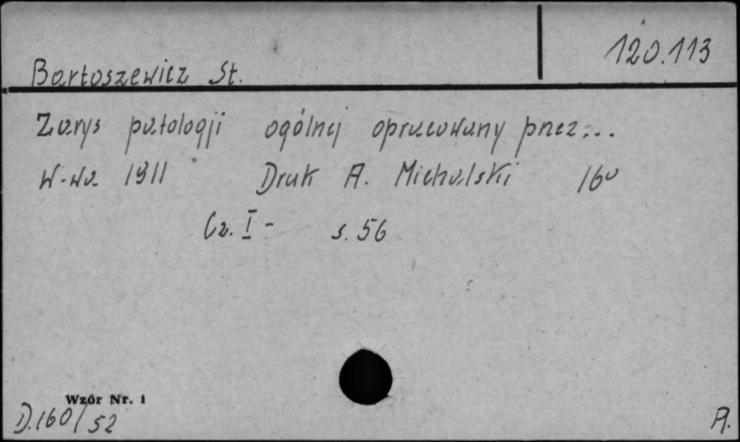 120.113
Bartoszewicz St.
Zarys patologji ogólnej opracowany przez...
W-wa 1911 Druk A. Michalski 16°
Cz. I - s. 56
Wzór Nr. 1
D.160/52
A.